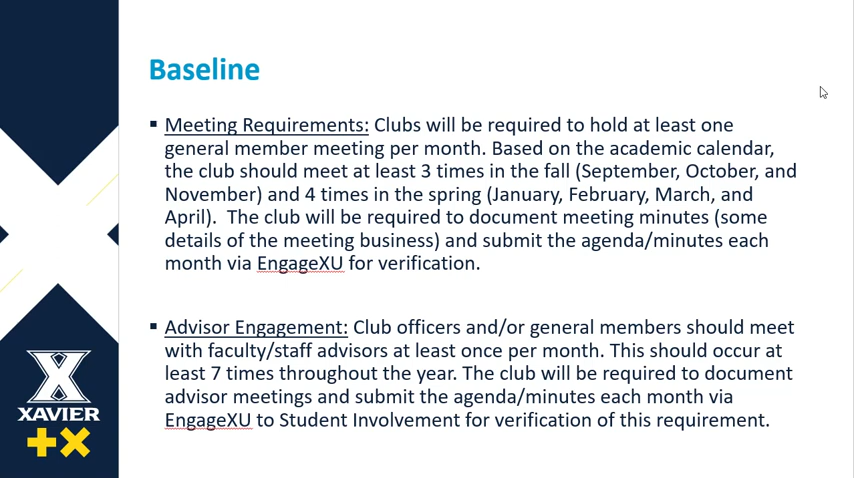 Baseline
▪ Meeting Requirements: Clubs will be required to hold at least one
general member meeting per month. Based on the academic calendar,
the club should meet at least 3 times in the fall (September, October, and
November) and 4 times in the spring (January, February, March, and
April).  The club will be required to document meeting minutes (some
details of the meeting business) and submit the agenda/minutes each
month via EngageXU for verification.
▪ Advisor Engagement: Club officers and/or general members should meet
with faculty/staff advisors at least once per month. This should occur at
least 7 times throughout the year. The club will be required to document
advisor meetings and submit the agenda/minutes each month via
EngageXU to Student Involvement for verification of this requirement.
X
XAVIER